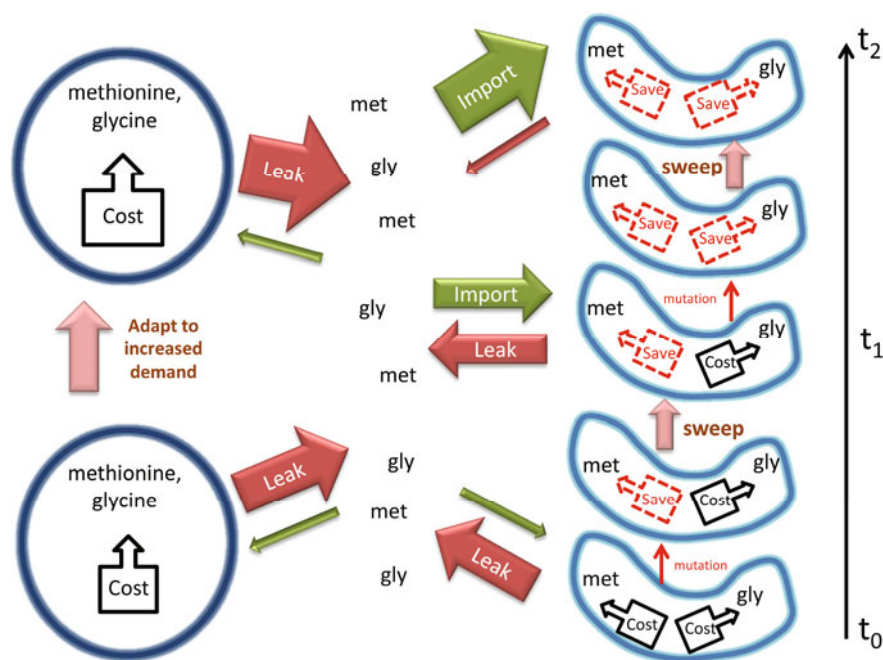 t2
met
gly
Save
Save
methionine,
glycine
Cost
Leak
met
gly
met
Import
sweep
met
gly
Save
Save
gly
Import
mutation
met
gly
Save
Cost
t1
Leak
met
Adapt to
increased
demand
sweep
met
gly
Save
Cost
methionine,
glycine
Cost
Leak
gly
met
gly
Leak
mutation
met
gly
Cost
Cost
t0